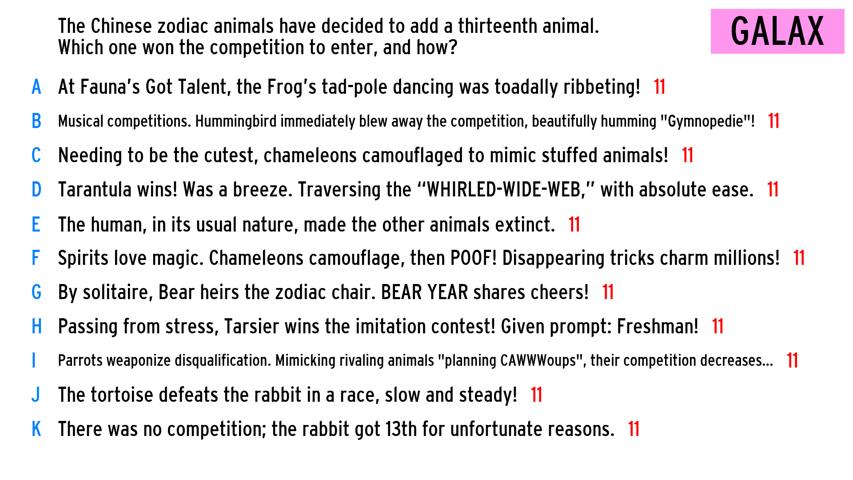 The Chinese zodiac animals have decided to add a thirteenth animal.
Which one won the competition to enter, and how?
GALAX
A At Fauna's Got Talent, the Frog's tad-pole dancing was toadally ribbeting! 11
B Musical competitions. Hummingbird immediately blew away the competition, beautifully humming "Gymnopedie"! 11
C Needing to be the cutest, chameleons camouflaged to mimic stuffed animals! 11
D Tarantula wins! Was a breeze. Traversing the “WHIRLED-WIDE-WEB,” with absolute ease. 11
E The human, in its usual nature, made the other animals extinct. 11
F Spirits love magic. Chameleons camouflage, then POOF! Disappearing tricks charm millions! 11
G By solitaire, Bear heirs the zodiac chair. BEAR YEAR shares cheers! 11
H Passing from stress, Tarsier wins the imitation contest! Given prompt: Freshman! 11
I Parrots weaponize disqualification. Mimicking rivaling animals "planning CAWWWoups", their competition decreases... 11
J The tortoise defeats the rabbit in a race, slow and steady! 11
K There was no competition; the rabbit got 13th for unfortunate reasons. 11